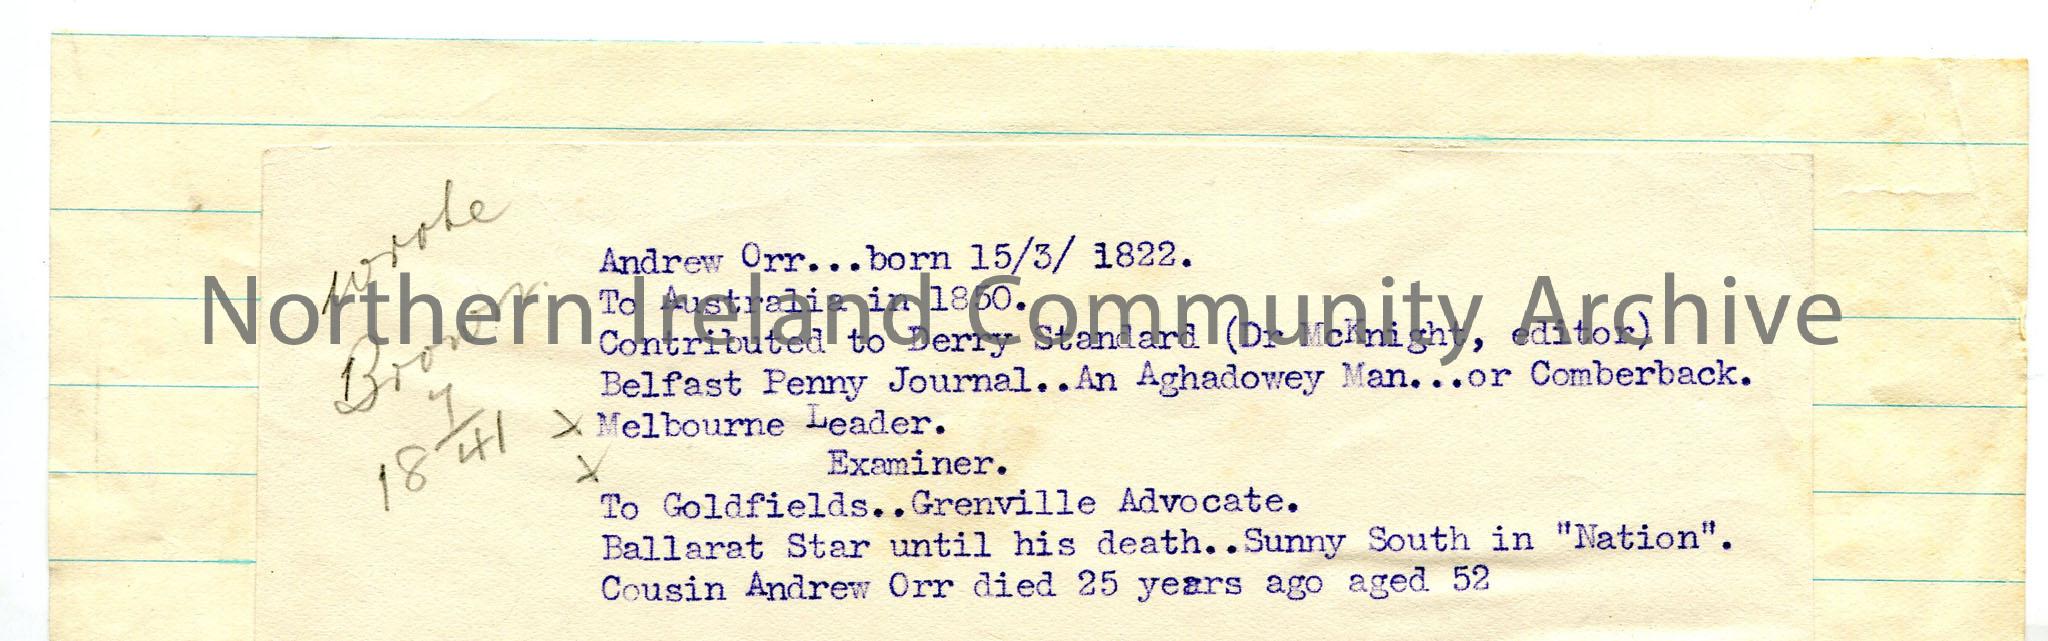 wrote
18 7/41
Andrew Orr...born 15/3/ 1822.
To Australia in 1850.
Contributed to Derry Standard (Dr McKnight, editor)
Belfast Penny Journal..An Aghadowey Man...or Comberback.
x Melbourne Leader.
x Examiner.
To Goldfields..Grenville Advocate.
Ballarat Star until his death..Sunny South in "Nation".
Cousin Andrew Orr died 25 years ago aged 52
Northern Ireland Community Archive